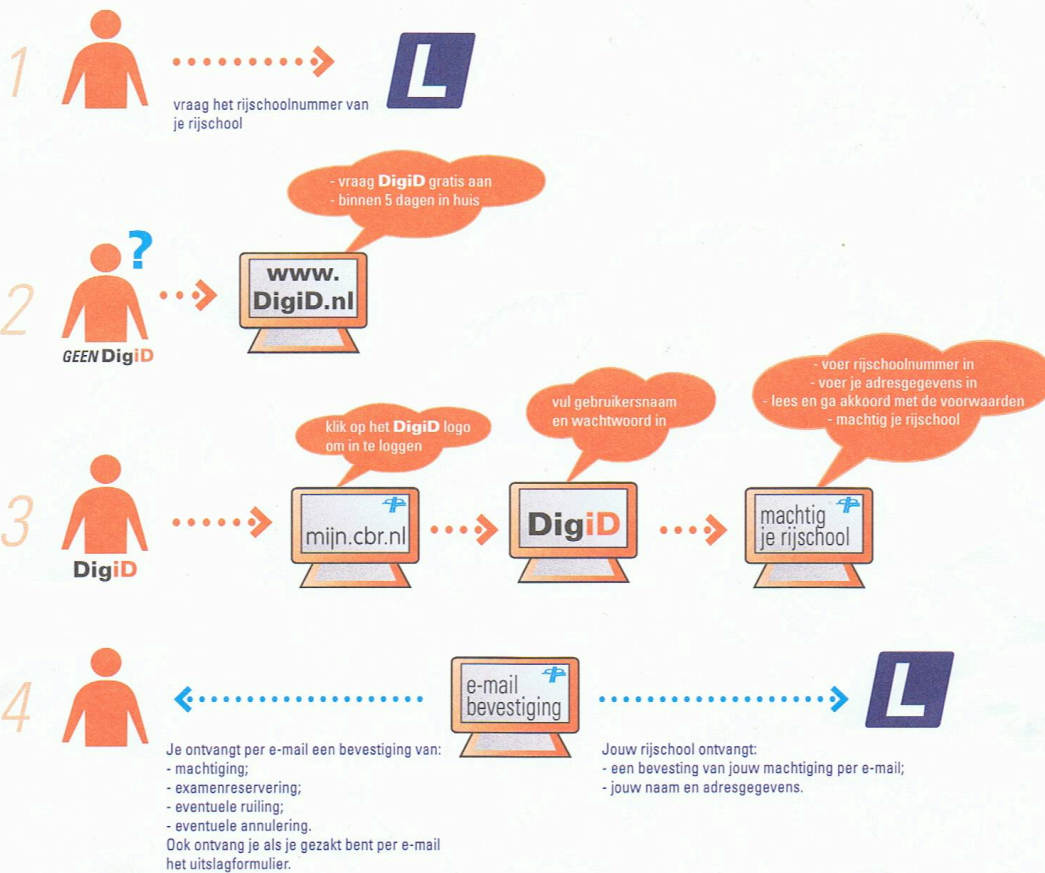 1
L
vraag het rijschoolnummer van
je rijschool
- vraag DigiD gratis aan
- binnen 5 dagen in huis
2
?
GEEN DigiD
www.
DigiD.nl
- voer rijschoolnummer in
- voer je adresgegevens in
- lees en ga akkoord met de voorwaarden
- machtig je rijschool
vul gebruikersnaam
en wachtwoord in
klik op het DigiD logo
om in te loggen
3
DigiD
mijn.cbr.nl
DigiD
machtig
je rijschool
4
e-mail
bevestiging
L
Je ontvangt per e-mail een bevestiging van:
- machtiging;
- examenreservering;
- eventuele ruiling;
- eventuele annulering.
Ook ontvang je als je gezakt bent per e-mail
het uitslagformulier.
Jouw rijschool ontvangt:
- een bevesting van jouw machtiging per e-mail;
- jouw naam en adresgegevens.